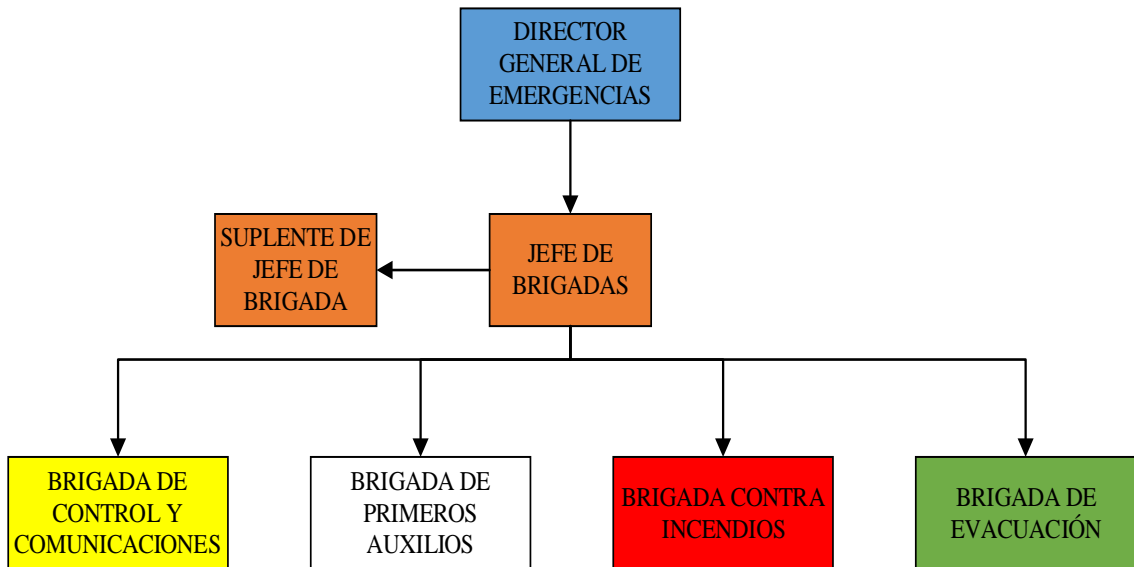 DIRECTOR
GENERAL DE
EMERGENCIAS
SUPLENTE DE
JEFE DE
BRIGADA
JEFE DE
BRIGADAS
BRIGADA DE
CONTROL Y
COMUNICACIONES
BRIGADA DE
PRIMEROS
AUXILIOS
BRIGADA CONTRA
INCENDIOS
BRIGADA DE
EVACUACIÓN